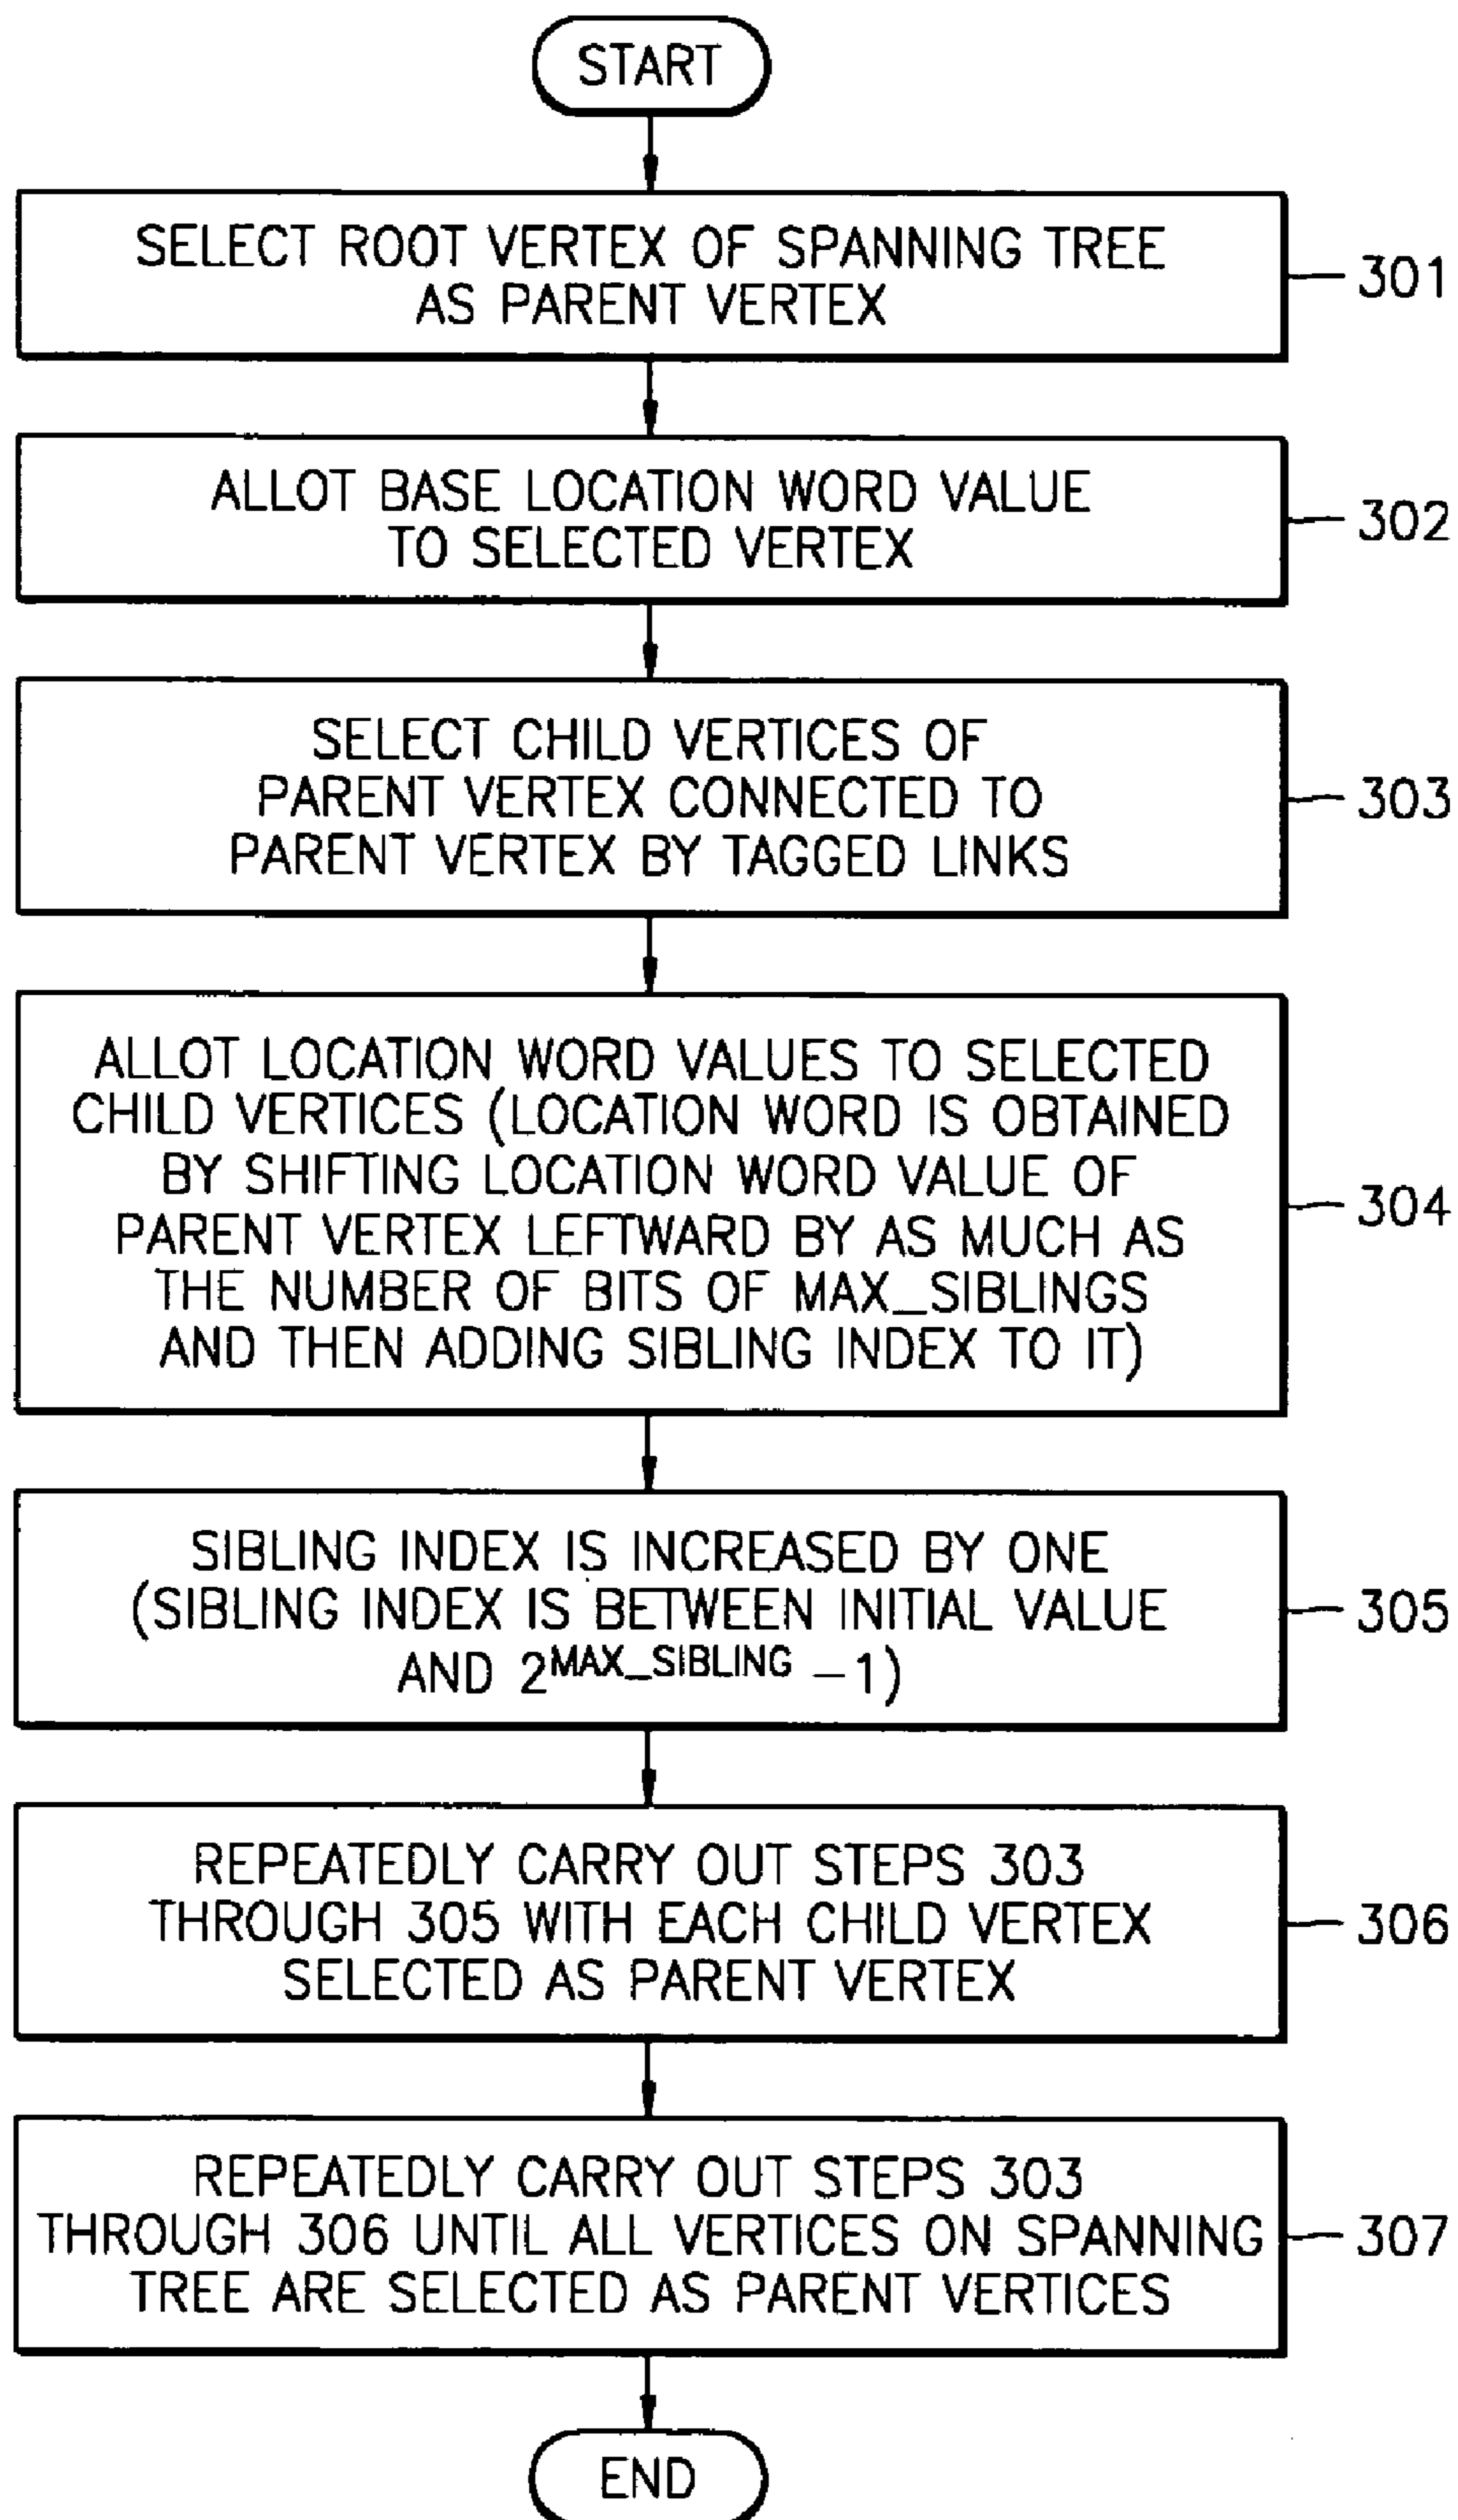 START
SELECT ROOT VERTEX OF SPANNING TREE
AS PARENT VERTEX
301
ALLOT BASE LOCATION WORD VALUE
TO SELECTED VERTEX
302
SELECT CHILD VERTICES OF
PARENT VERTEX CONNECTED TO
PARENT VERTEX BY TAGGED LINKS
303
ALLOT LOCATION WORD VALUES TO SELECTED
CHILD VERTICES (LOCATION WORD IS OBTAINED
BY SHIFTING LOCATION WORD VALUE OF
PARENT VERTEX LEFTWARD BY AS MUCH AS
THE NUMBER OF BITS OF MAX_SIBLINGS
AND THEN ADDING SIBLING INDEX TO IT)
304
SIBLING INDEX IS INCREASED BY ONE
(SIBLING INDEX IS BETWEEN INITIAL VALUE
AND 2^MAX_SIBLING −1)
305
REPEATEDLY CARRY OUT STEPS 303
THROUGH 305 WITH EACH CHILD VERTEX
SELECTED AS PARENT VERTEX
306
REPEATEDLY CARRY OUT STEPS 303
THROUGH 306 UNTIL ALL VERTICES ON SPANNING
TREE ARE SELECTED AS PARENT VERTICES
307
END